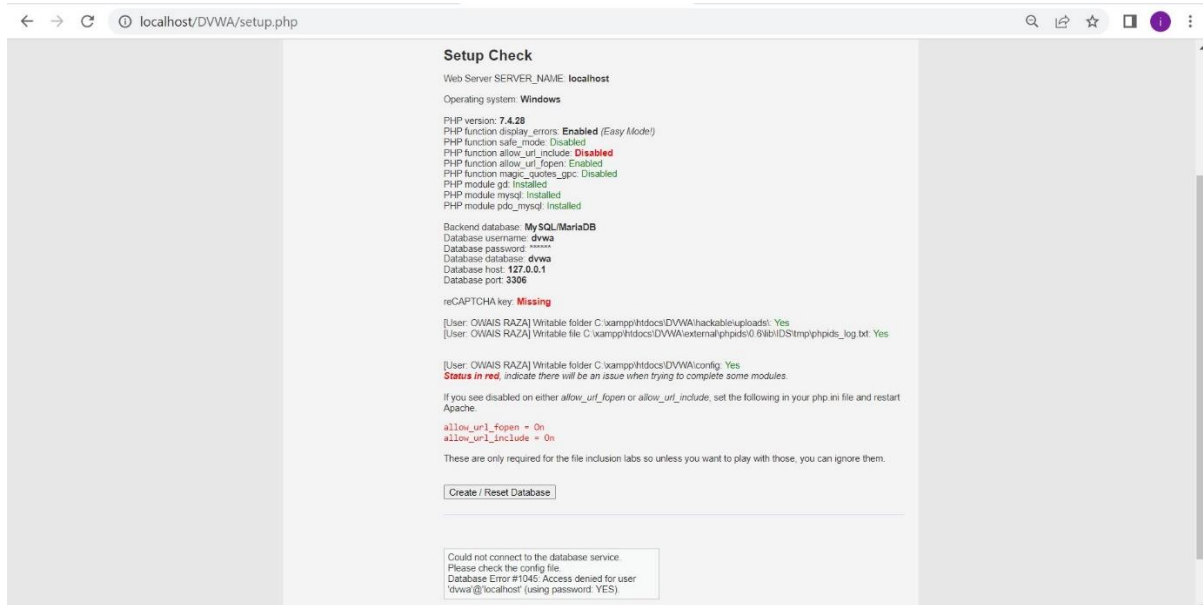 localhost/DVWA/setup.php
i
Setup Check
Web Server SERVER_NAME: localhost
Operating system: Windows
PHP version: 7.4.28
PHP function display_errors: Enabled (Easy Mode!)
PHP function safe_mode: Disabled
PHP function allow_url_include: Disabled
PHP function allow_url_fopen: Enabled
PHP function magic_quotes_gpc: Disabled
PHP module gd: Installed
PHP module mysql: Installed
PHP module pdo_mysql: Installed
Backend database: MySQL/MariaDB
Database username: dvwa
Database password: ******
Database database: dvwa
Database host: 127.0.0.1
Database port: 3306
reCAPTCHA key: Missing
[User: OWAIS RAZA] Writable folder C:\xampp\htdocs\DVWA\hackable\uploads\: Yes
[User: OWAIS RAZA] Writable file C:\xampp\htdocs\DVWA\external\phpids\0.6\lib\IDS\tmp\phpids_log.txt: Yes
[User: OWAIS RAZA] Writable folder C:\xampp\htdocs\DVWA\config: Yes
Status in red, indicate there will be an issue when trying to complete some modules.
If you see disabled on either allow_url_fopen or allow_url_include, set the following in your php.ini file and restart
Apache.
allow_url_fopen = On
allow_url_include = On
These are only required for the file inclusion labs so unless you want to play with those, you can ignore them.
Create / Reset Database
Could not connect to the database service.
Please check the config file.
Database Error #1045: Access denied for user
'dvwa'@'localhost' (using password: YES).